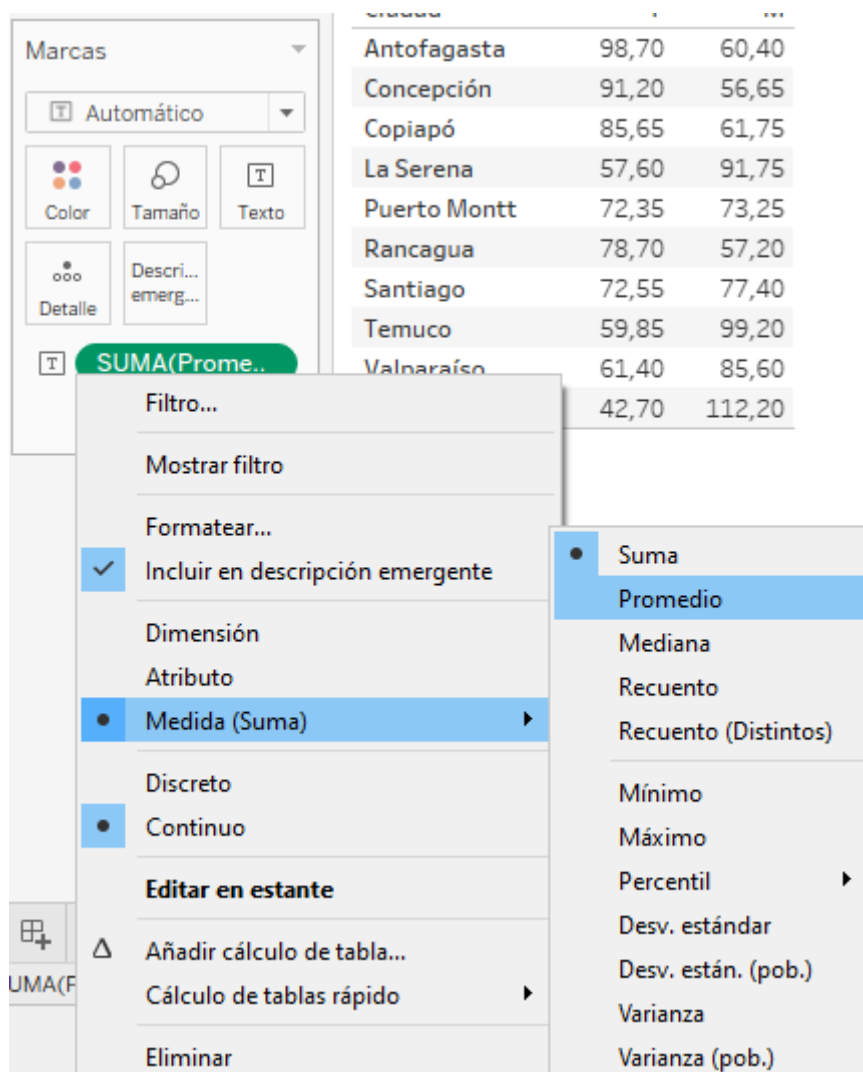 Marcas
Automático
Color
Tamaño
Texto
Detalle
Descri...
emerg...
SUMA(Prome..
Ciudad
M
Antofagasta 98,70 60,40
Concepción 91,20 56,65
Copiapó 85,65 61,75
La Serena 57,60 91,75
Puerto Montt 72,35 73,25
Rancagua 78,70 57,20
Santiago 72,55 77,40
Temuco 59,85 99,20
Valparaíso 61,40 85,60
42,70 112,20
Filtro...
Mostrar filtro
Formatear...
Incluir en descripción emergente
Dimensión
Atributo
Medida (Suma)
Discreto
Continuo
Editar en estante
Añadir cálculo de tabla...
Cálculo de tablas rápido
Eliminar
Suma
Promedio
Mediana
Recuento
Recuento (Distintos)
Mínimo
Máximo
Percentil
Desv. estándar
Desv. están. (pob.)
Varianza
Varianza (pob.)
UMA(F